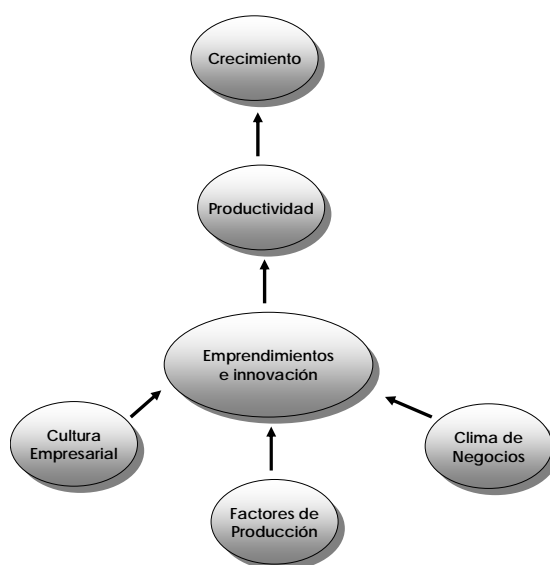 Crecimiento
Productividad
Emprendimientos
e innovación
Cultura
Empresarial
Clima de
Negocios
Factores de
Producción